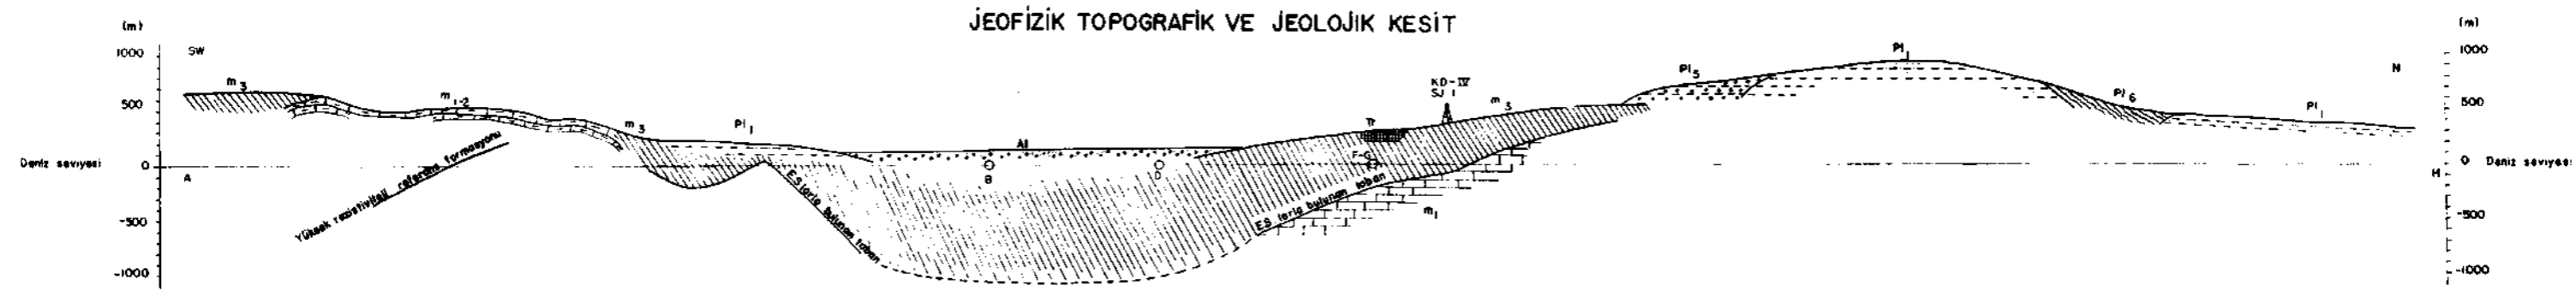 JEOFİZİK TOPOGRAFİK VE JEOLOJIK KESİT
(m)
(m)
1000
SW
m3
m1-2
500
m3
Pl1
Al
Tr
KD-IV
SJ 1
m3
Pl5
Pl1
Pl6
Pl1
N
1000
500
Deniz seviyesi
0
A
Yüksek rezistiviteli referans formasyonu
ES larla bulunan taban
B
D
F-G
ES larla bulunan taban
m1
H
0
Deniz seviyesi
-500
-500
-1000
-1000